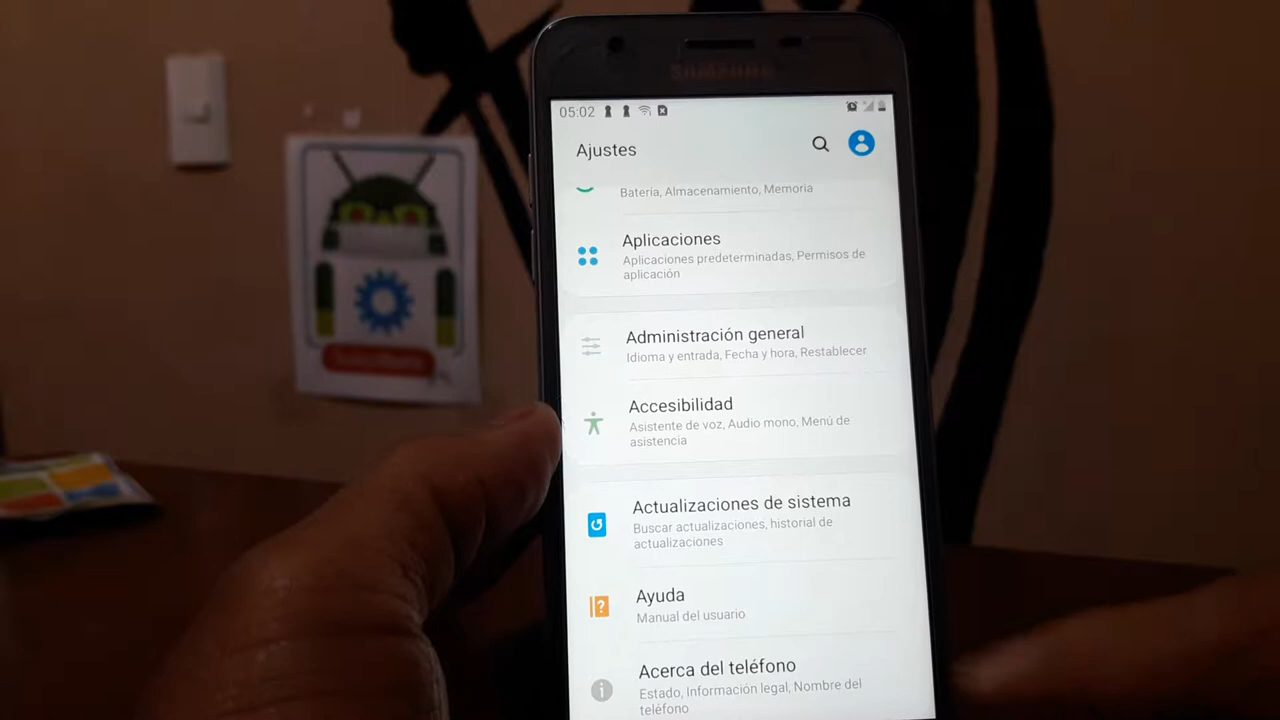 SAMSUNG
05:02
Ajustes
Bateria, Almacenamiento, Memoria
Aplicaciones
Aplicaciones predeterminadas, Permisos de
aplicación
Administración general
Idioma y entrada, Fecha y hora, Restablecer
Accesibilidad
Asistente de voz, Audio mono, Menú de
asistencia
Actualizaciones de sistema
Buscar actualizaciones, historial de
actualizaciones
Ayuda
Manual del usuario
Acerca del teléfono
Estado, Información legal, Nombre del
teléfono